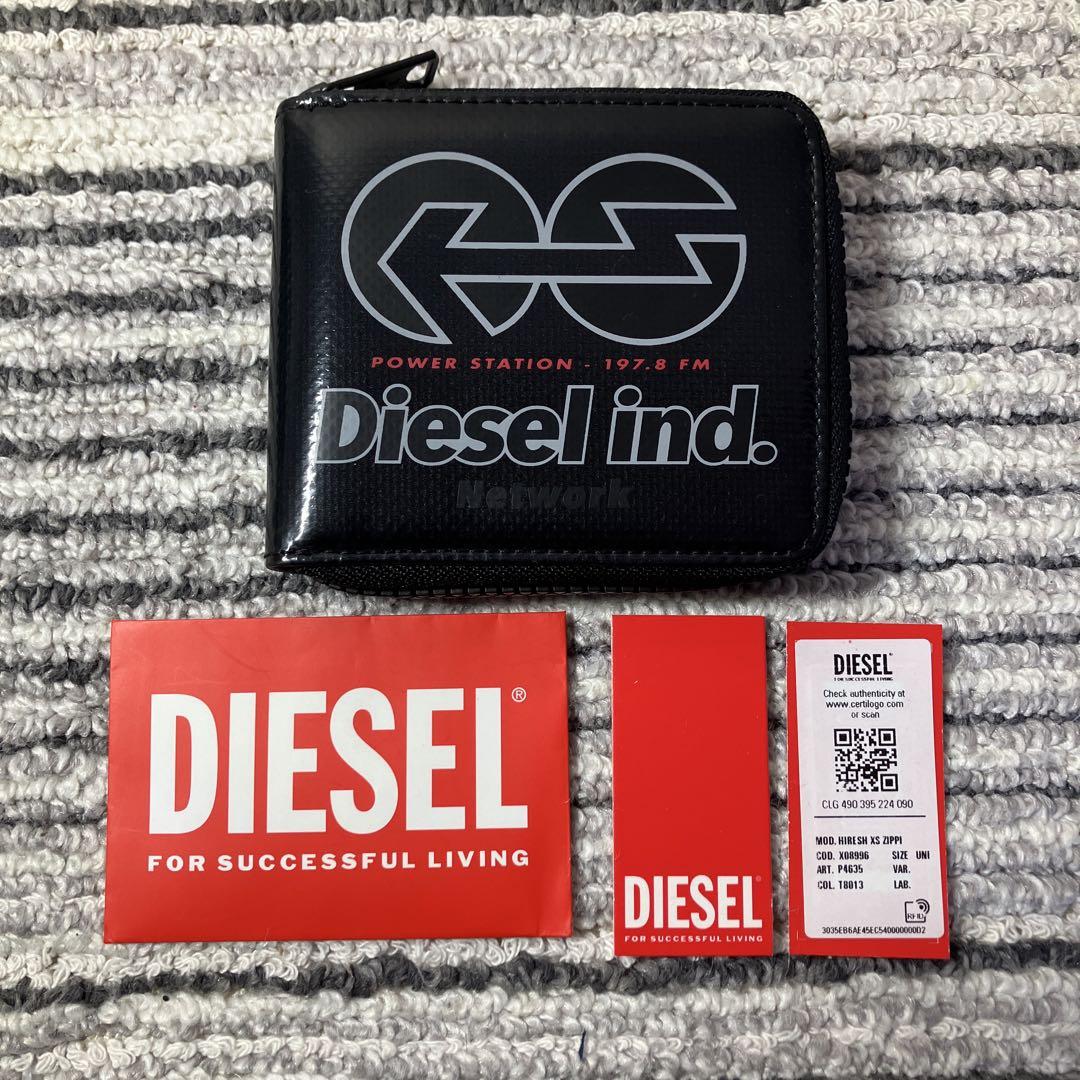 POWER STATION - 197.8 FM
Diesel ind.
Network
DIESEL®
FOR SUCCESSFUL LIVING
DIESEL®
FOR SUCCESSFUL LIVING
DIESEL
FOR SUCCESSFUL LIVING
Check authenticity at
www.certilogo.com
or scan
CLG 490 395 224 090
MOD. HIRESH XS ZIPPI
COD. X08996 SIZE UNI
ART. P4635 VAR.
COL. T8013 LAB.
RFID
3035EB6AE45EC540000000D2